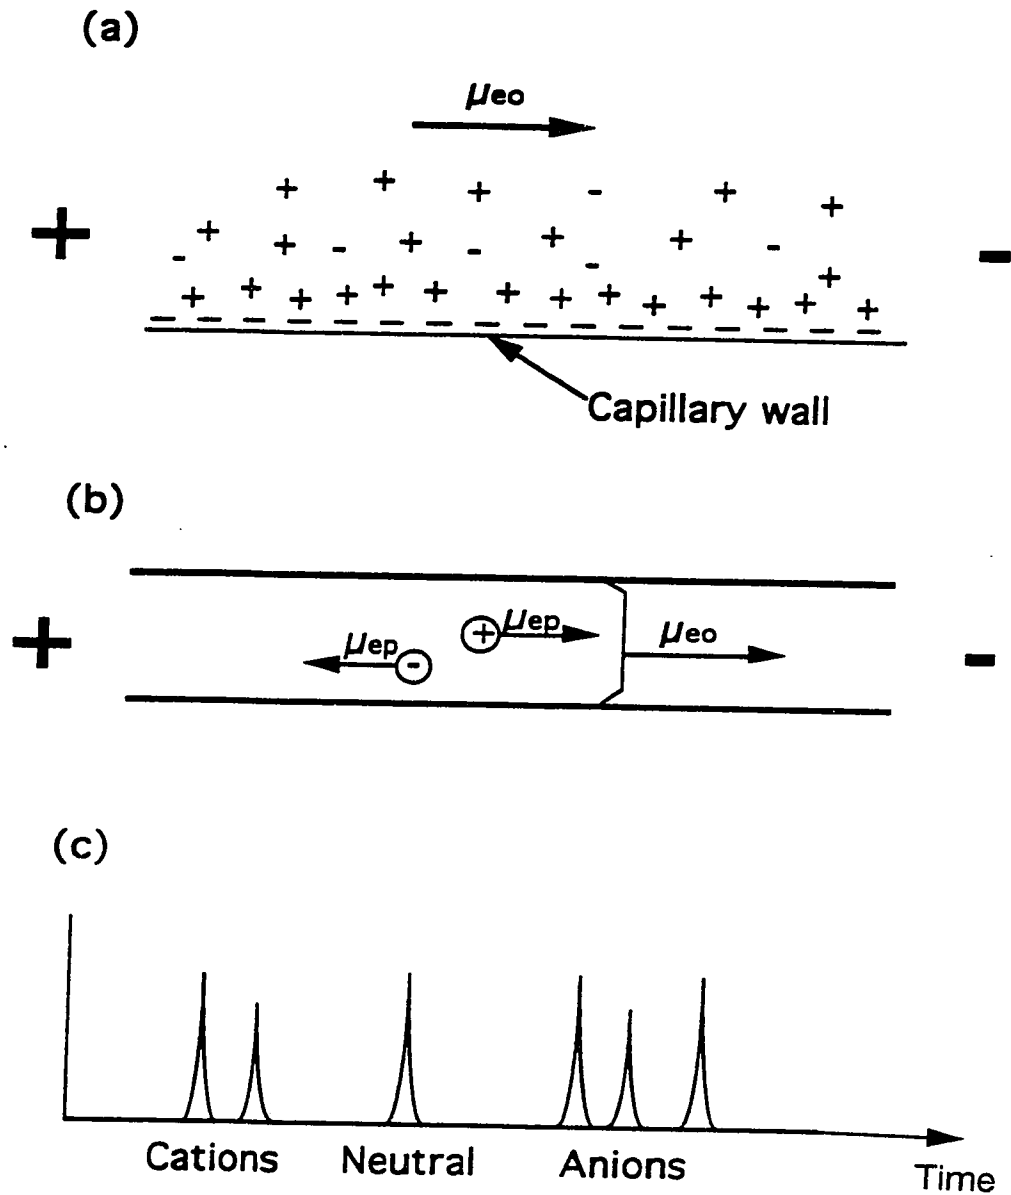 (a)
μeo
+ -
Capillary wall
(b)
+ μep - + μep μeo -
(c)
Cations Neutral Anions
Time